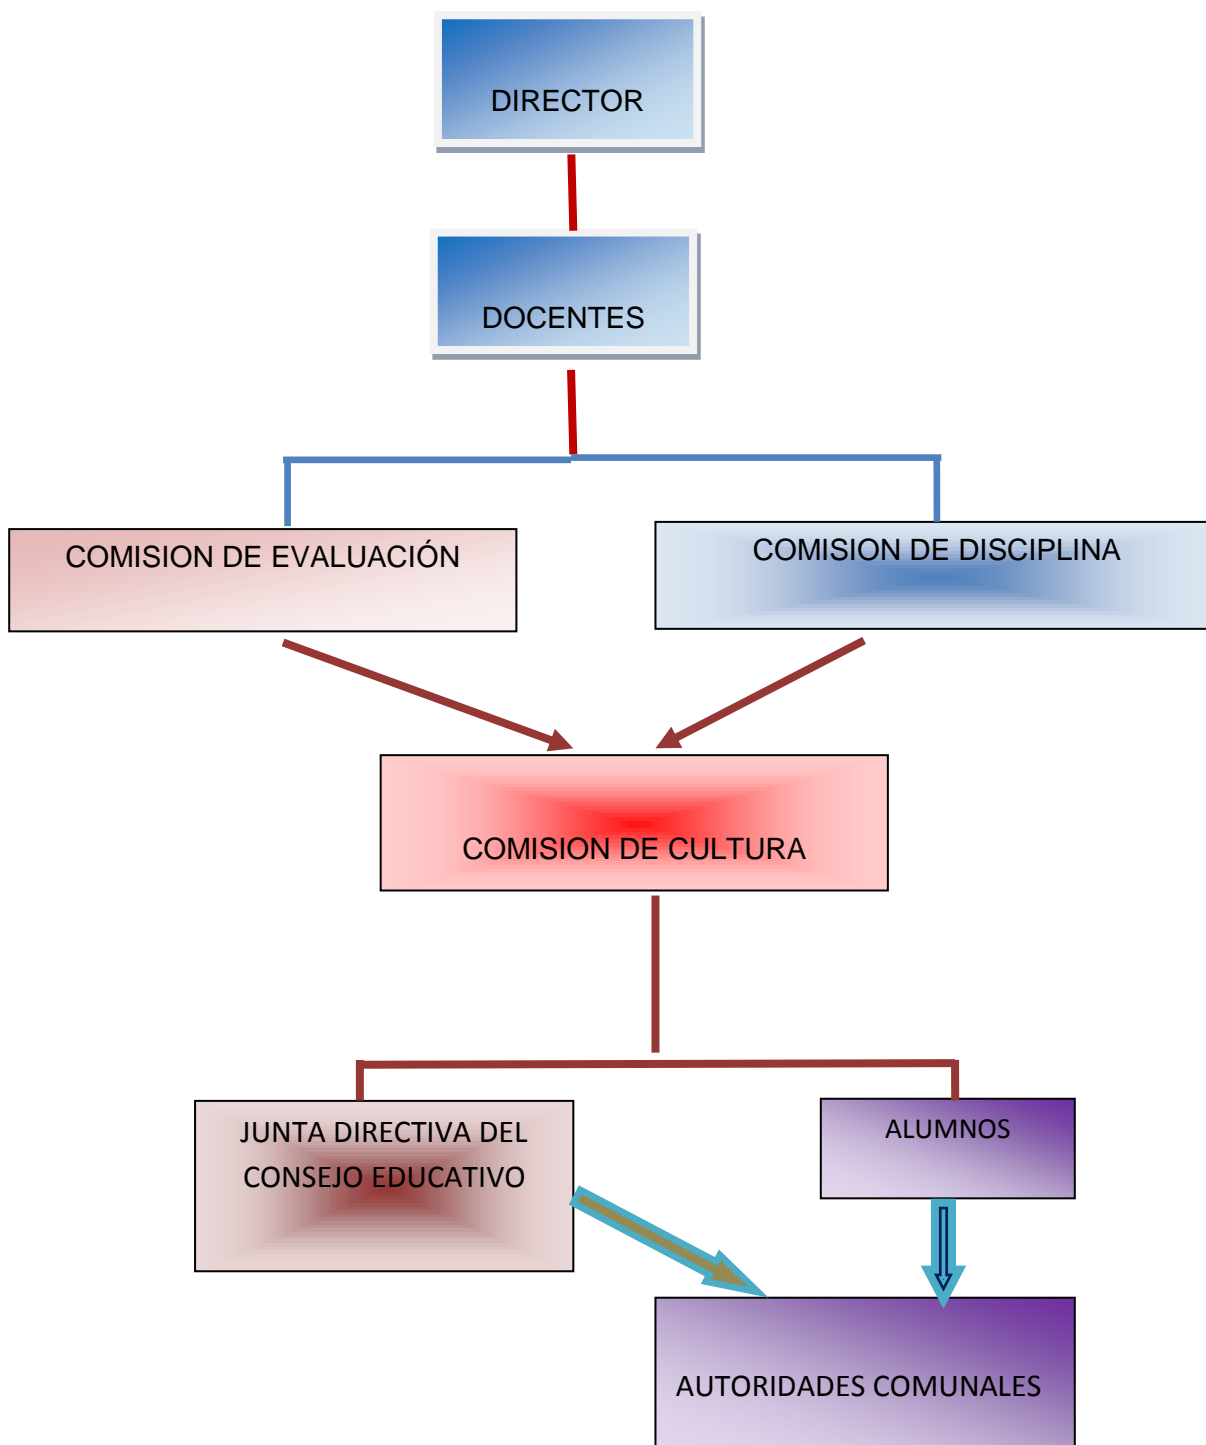 DIRECTOR
DOCENTES
COMISION DE EVALUACIÓN
COMISION DE DISCIPLINA
COMISION DE CULTURA
JUNTA DIRECTIVA DEL
CONSEJO EDUCATIVO
ALUMNOS
AUTORIDADES COMUNALES